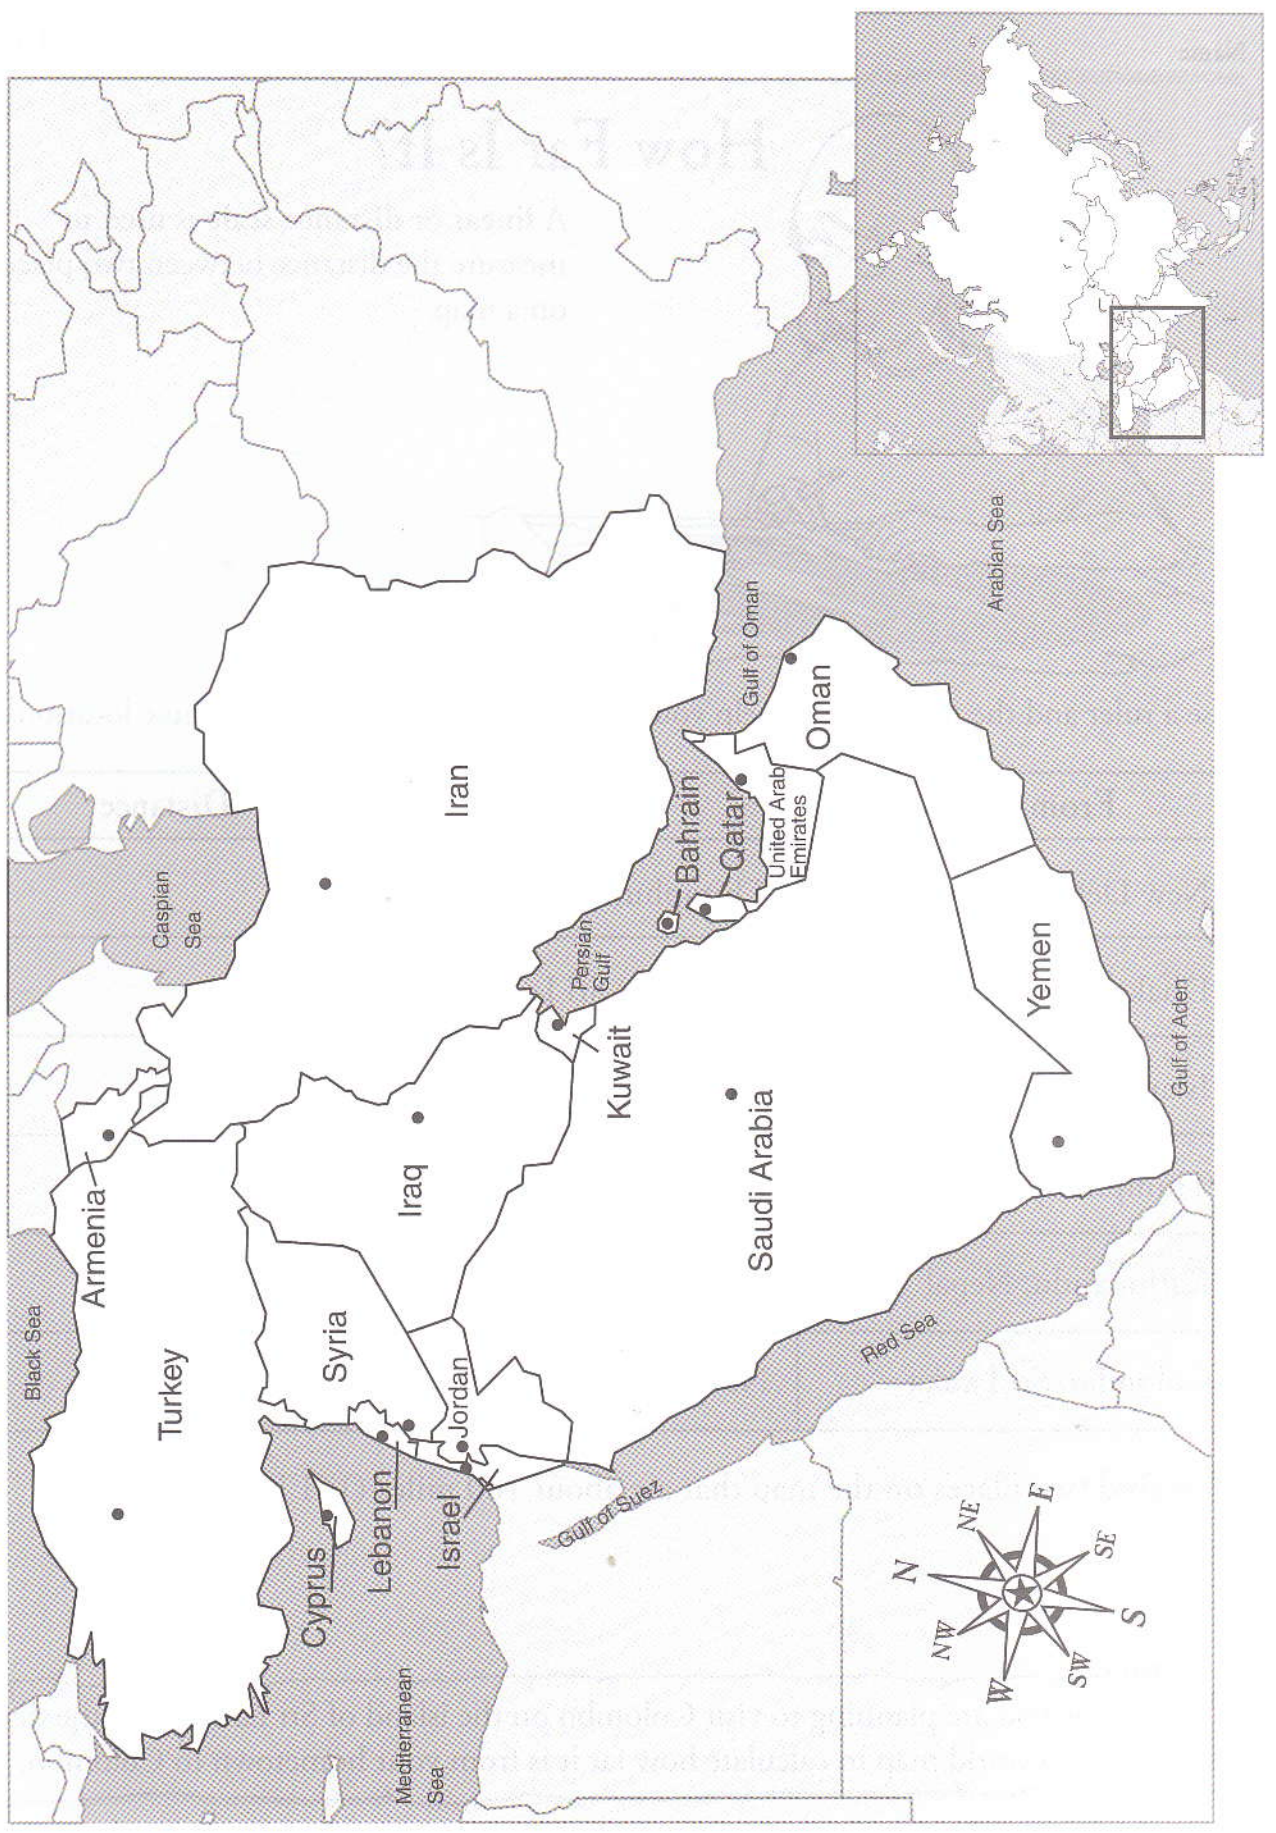 Black Sea
Caspian
Sea
Armenia
Turkey
Syria
Iran
Iraq
Cyprus
Lebanon
Israel
Jordan
Mediterranean
Sea
Kuwait
Persian
Gulf
Bahrain
Qatar
United Arab
Emirates
Gulf of Oman
Oman
Saudi Arabia
Gulf of Suez
Red Sea
Yemen
Arabian Sea
Gulf of Aden
N
NE
E
SE
S
SW
W
NW